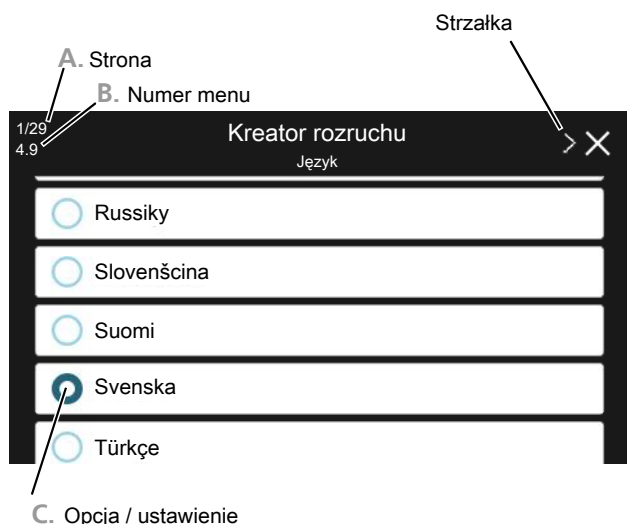 Strzałka
A. Strona
B. Numer menu
1/29
4.9
Kreator rozruchu
Język
Russiky
Slovenšcina
Suomi
Svenska
Türkçe
C. Opcja / ustawienie